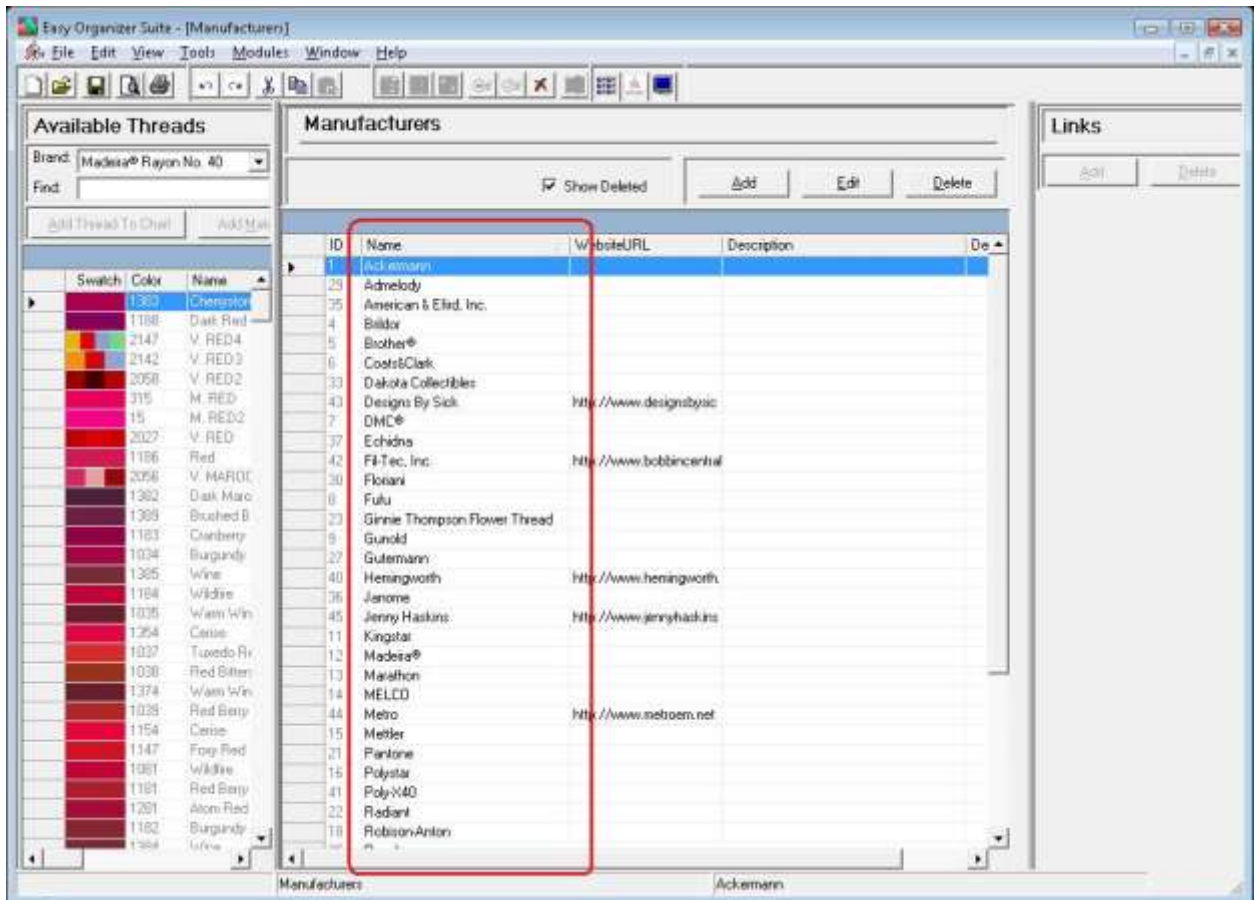 Easy Organizer Suite - [Manufacturers]
File Edit View Tools Modules Window Help
Available Threads
Brand: Madeira® Rayon No. 40
Find:
Add Thread To Chart
Swatch Color Name
1383
1188 Dark Red
2147 V. RED4
2142 V. RED3
2058 V. RED2
315 M. RED
15 M. RED2
2027 V. RED
1186 Red
2056 V. MAROC
1382 Dark Maro
1389 Brushed B
1183 Cranberry
1034 Burgundy
1385 Wine
1184 Wildfire
1035 Warm Win
1354 Cerise
1037 Tuxedo Re
1038 Red Bitters
1374 Warm Win
1039 Red Berry
1154 Cerise
1147 Foxy Red
1081 Wildfire
1181 Red Berry
1281 Atom Red
1182 Burgundy
1384 Wine
Manufacturers
Show Deleted Add Edit Delete
ID Name WebsiteURL Description De
1 Ackermann
29 Admelody
35 American & Efird, Inc.
4 Brildor
5 Brother®
6 Coats&Clark
33 Dakota Collectibles
43 Designs By Sick http://www.designsbysic
7 DMC®
37 Echidna
42 Fil-Tec, Inc. http://www.bobbincentral
30 Floriani
8 Fufu
23 Ginnie Thompson Flower Thread
9 Gunold
27 Gutermann
40 Hemingworth http://www.hemingworth.
36 Janome
45 Jenny Haskins http://www.jennyhaskins
11 Kingstar
12 Madeira®
13 Marathon
14 MELCO
44 Metro http://www.metroem.net
15 Mettler
21 Pantone
16 Polystar
41 Poly-X40
22 Radiant
18 Robison-Anton
Links
Add Delete
Manufacturers Ackermann